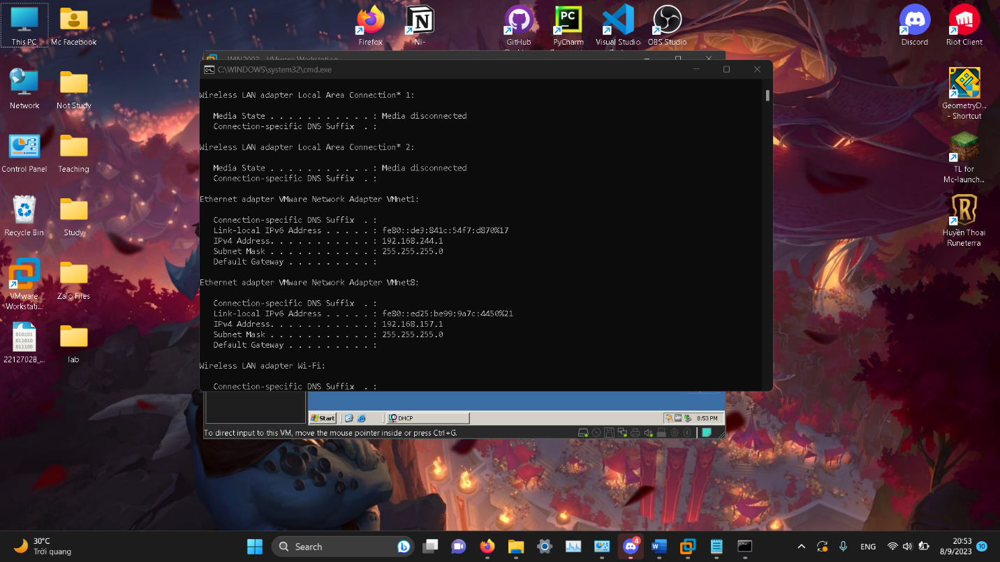 This PC
Mc Facebook
Firefox
Ni-
GitHub
PyCharm
Visual Studio
OBS Studio
Discord
Riot Client
WIN2003 - VMware Workstation
C:\WINDOWS\system32\cmd.exe
Wireless LAN adapter Local Area Connection* 1:
Media State . . . . . . . . . . . : Media disconnected
Connection-specific DNS Suffix . :
Wireless LAN adapter Local Area Connection* 2:
Media State . . . . . . . . . . . : Media disconnected
Connection-specific DNS Suffix . :
Ethernet adapter VMware Network Adapter VMnet1:
Connection-specific DNS Suffix . :
Link-local IPv6 Address . . . . . : fe80::de3:841c:54f7:d870%17
IPv4 Address. . . . . . . . . . . : 192.168.244.1
Subnet Mask . . . . . . . . . . . : 255.255.255.0
Default Gateway . . . . . . . . . :
Ethernet adapter VMware Network Adapter VMnet8:
Connection-specific DNS Suffix . :
Link-local IPv6 Address . . . . . : fe80::ed25:be99:9a7c:4450%21
IPv4 Address. . . . . . . . . . . : 192.168.157.1
Subnet Mask . . . . . . . . . . . : 255.255.255.0
Default Gateway . . . . . . . . . :
Wireless LAN adapter Wi-Fi:
Connection-specific DNS Suffix . :
Network
Not Study
Control Panel
Teaching
Recycle Bin
Study
VMware
Workstati...
Zalo Files
22127028_...
lab
GeometryD...
- Shortcut
TL for
Mc-launch...
Huyền Thoại
Runeterra
Start
DHCP
8:53 PM
To direct input to this VM, move the mouse pointer inside or press Ctrl+G.
30°C
Trời quang
Search
4
ENG
20:53
8/9/2023
10